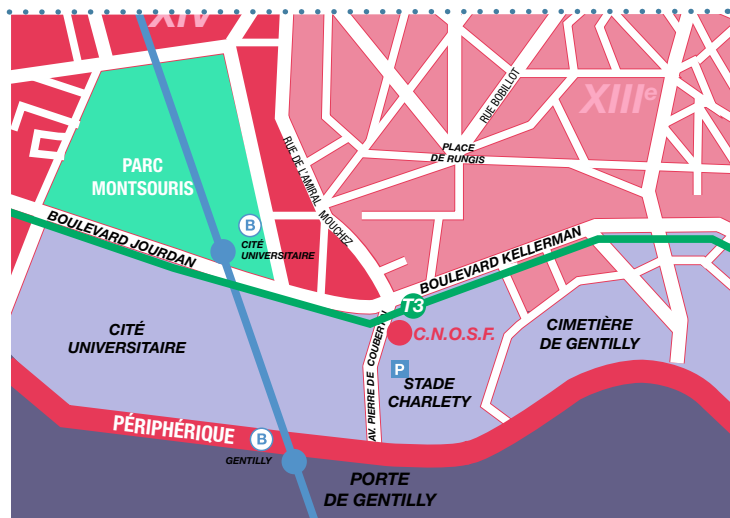 XIV
XIIIe
RUE BOBILLOT
PLACE
DE RUNGIS
PARC
MONTSOURIS
RUE DE L'AMIRAL MOUCHEZ
B
CITÉ
UNIVERSITAIRE
BOULEVARD JOURDAN
BOULEVARD KELLERMAN
T3
C.N.O.S.F.
CITÉ
UNIVERSITAIRE
CIMETIÈRE
DE GENTILLY
AV. PIERRE DE COUBERTIN
P
STADE
CHARLETY
PÉRIPHÉRIQUE
B
GENTILLY
PORTE
DE GENTILLY